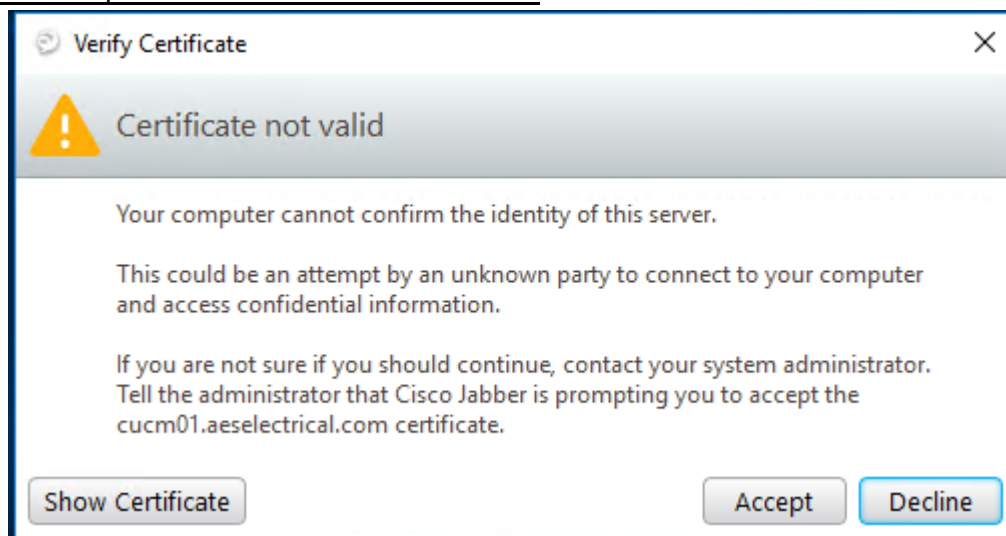 Verify Certificate
Certificate not valid
Your computer cannot confirm the identity of this server.
This could be an attempt by an unknown party to connect to your computer
and access confidential information.
If you are not sure if you should continue, contact your system administrator.
Tell the administrator that Cisco Jabber is prompting you to accept the
cucm01.aeselectrical.com certificate.
Show Certificate Accept Decline